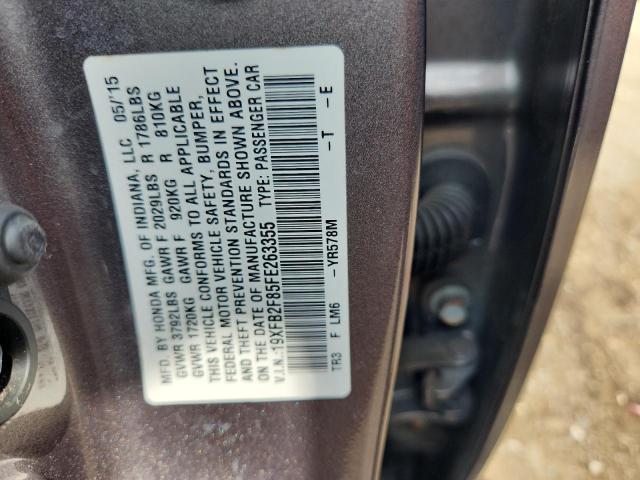 MFD. BY HONDA MFG. OF INDIANA, LLC 05/'15
GVWR 3792LBS GAWR F 2029LBS R 1786LBS
GVWR 1720KG GAWR F 920KG R 810KG
THIS VEHICLE CONFORMS TO ALL APPLICABLE
FEDERAL MOTOR VEHICLE SAFETY, BUMPER,
AND THEFT PREVENTION STANDARDS IN EFFECT
ON THE DATE OF MANUFACTURE SHOWN ABOVE.
V.I.N.:19XFB2F85FE263355 TYPE: PASSENGER CAR
TR3 F LM6 -YR578M -T -E